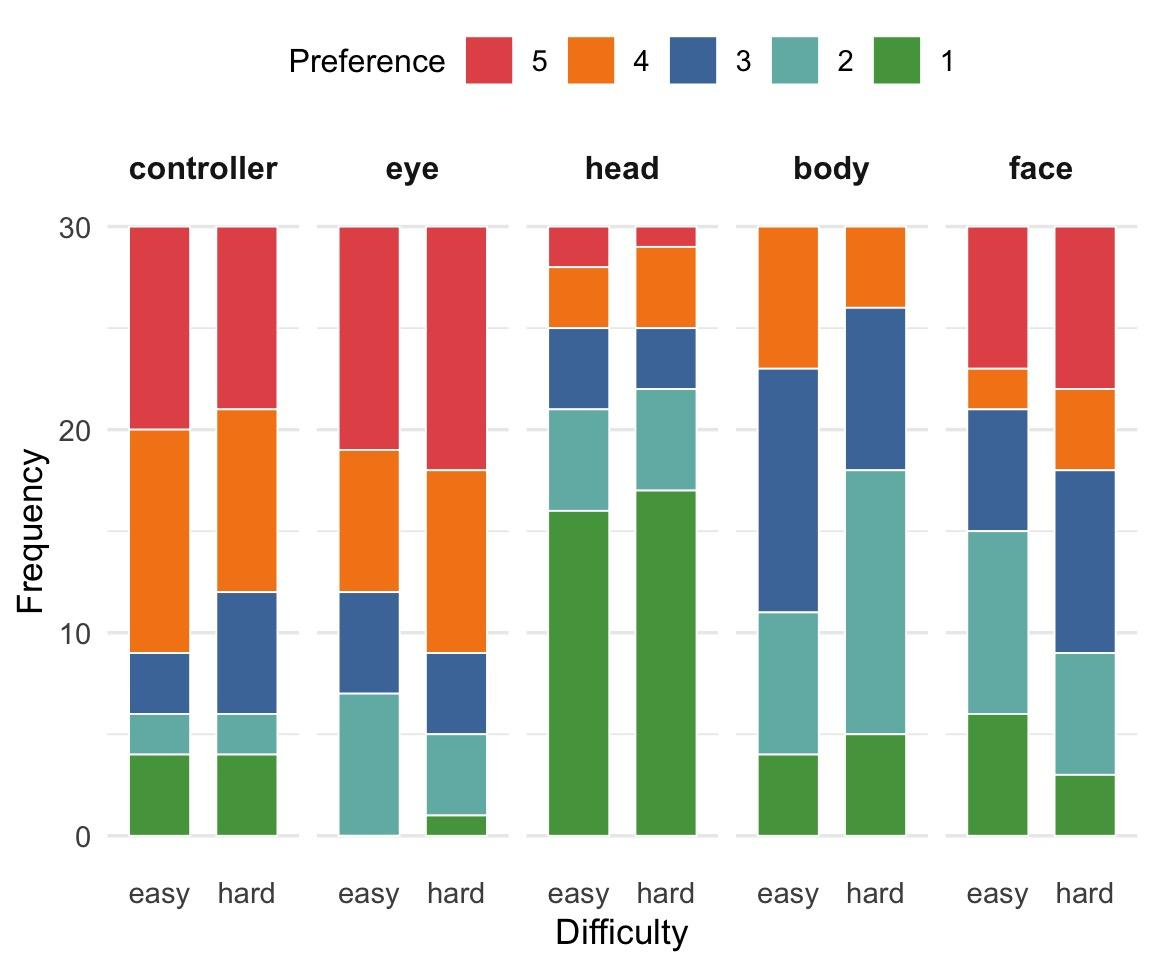 Preference 5 4 3 2 1
controller eye head body face
30
20
10
0
Frequency
easy hard easy hard easy hard easy hard easy hard
Difficulty